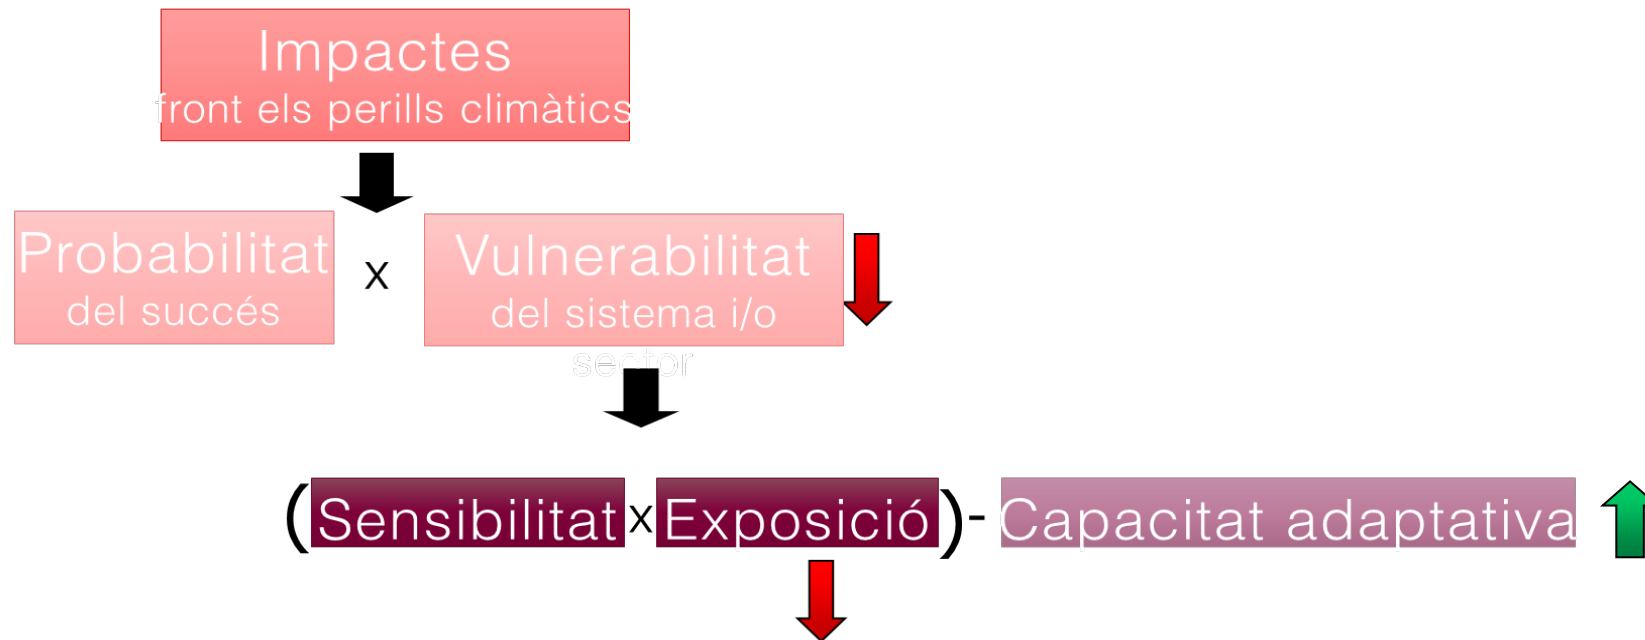 Impactes
front els perills climàtics
Probabilitat
del succés
x
Vulnerabilitat
del sistema i/o
sector
(Sensibilitat x Exposició) - Capacitat adaptativa